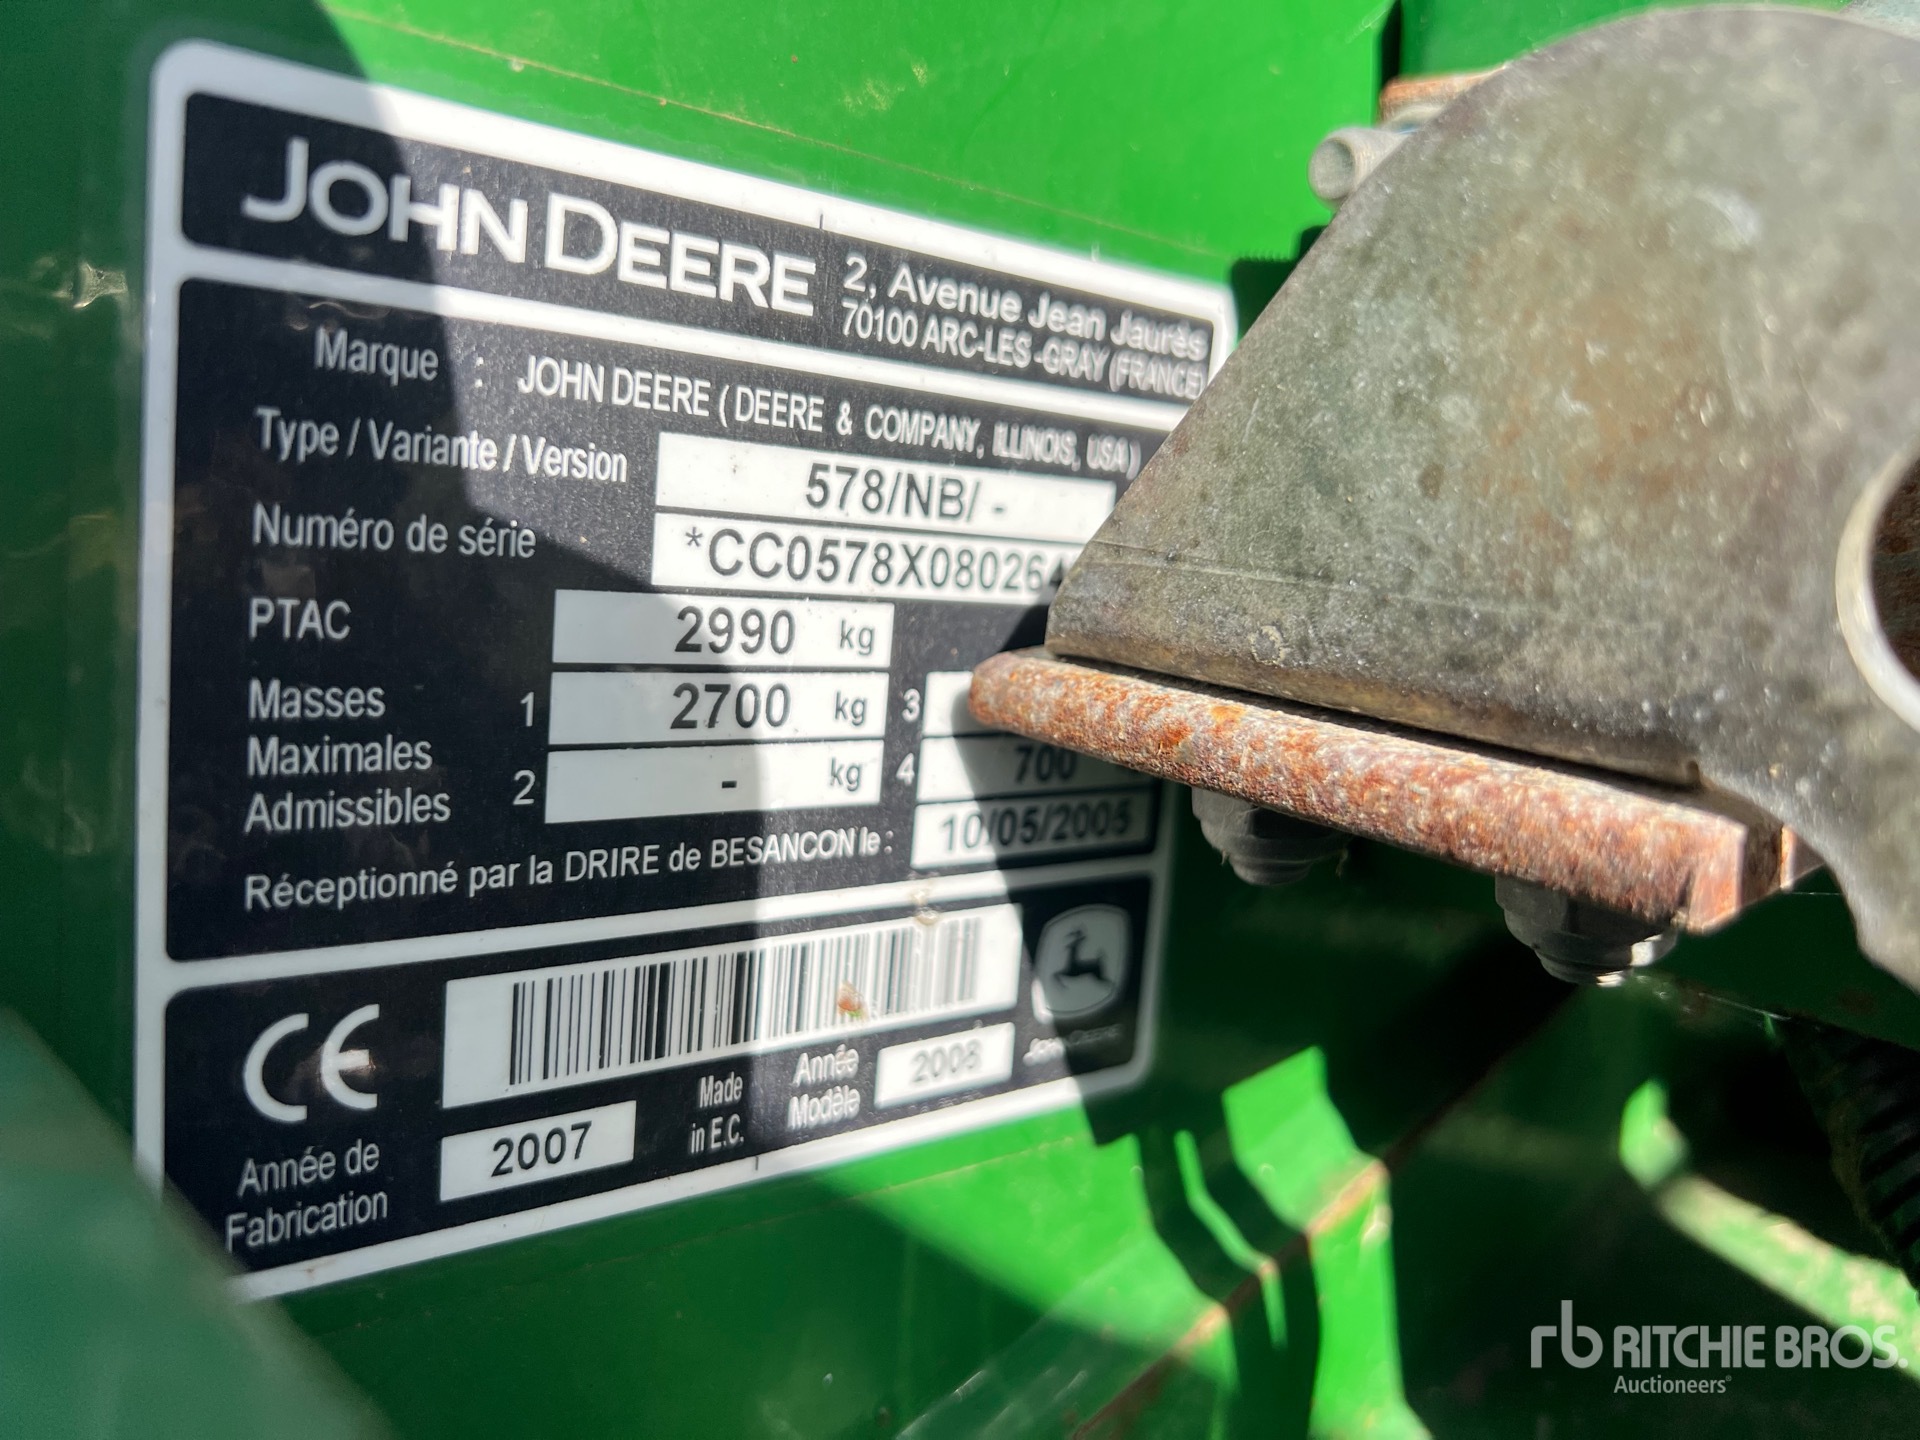 JOHN DEERE
2, Avenue Jean Jaurès
70100 ARC-LES-GRAY (FRANCE)
Marque : JOHN DEERE ( DEERE & COMPANY, ILLINOIS, USA )
Type / Variante / Version 578/NB/ -
Numéro de série *CC0578X080264
PTAC 2990 kg
Masses Maximales Admissibles
1 2700 kg 3
2 - kg 4 700
Réceptionné par la DRIRE de BESANCON le : 10/05/2005
CE
Année de Fabrication 2007
Made in E.C.
Année Modèle 2008
JOHN DEERE
rb RITCHIE BROS.
Auctioneers®